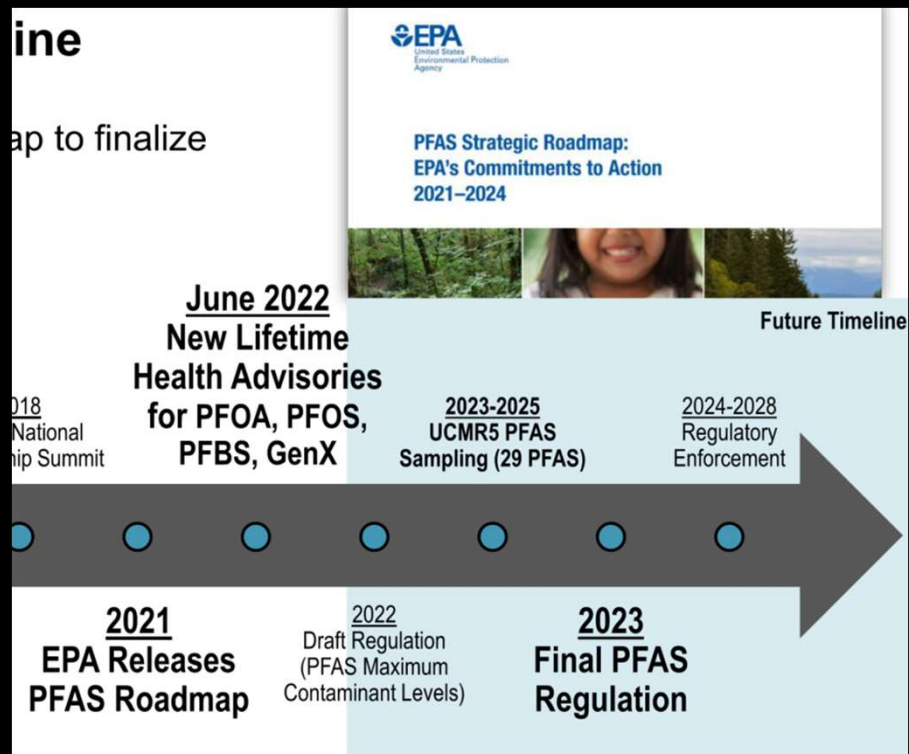 ine
ap to finalize
EPA
United States
Environmental Protection
Agency
PFAS Strategic Roadmap:
EPA's Commitments to Action
2021–2024
Future Timeline
018
National
hip Summit
June 2022
New Lifetime
Health Advisories
for PFOA, PFOS,
PFBS, GenX
2023-2025
UCMR5 PFAS
Sampling (29 PFAS)
2024-2028
Regulatory
Enforcement
2021
EPA Releases
PFAS Roadmap
2022
Draft Regulation
(PFAS Maximum
Contaminant Levels)
2023
Final PFAS
Regulation